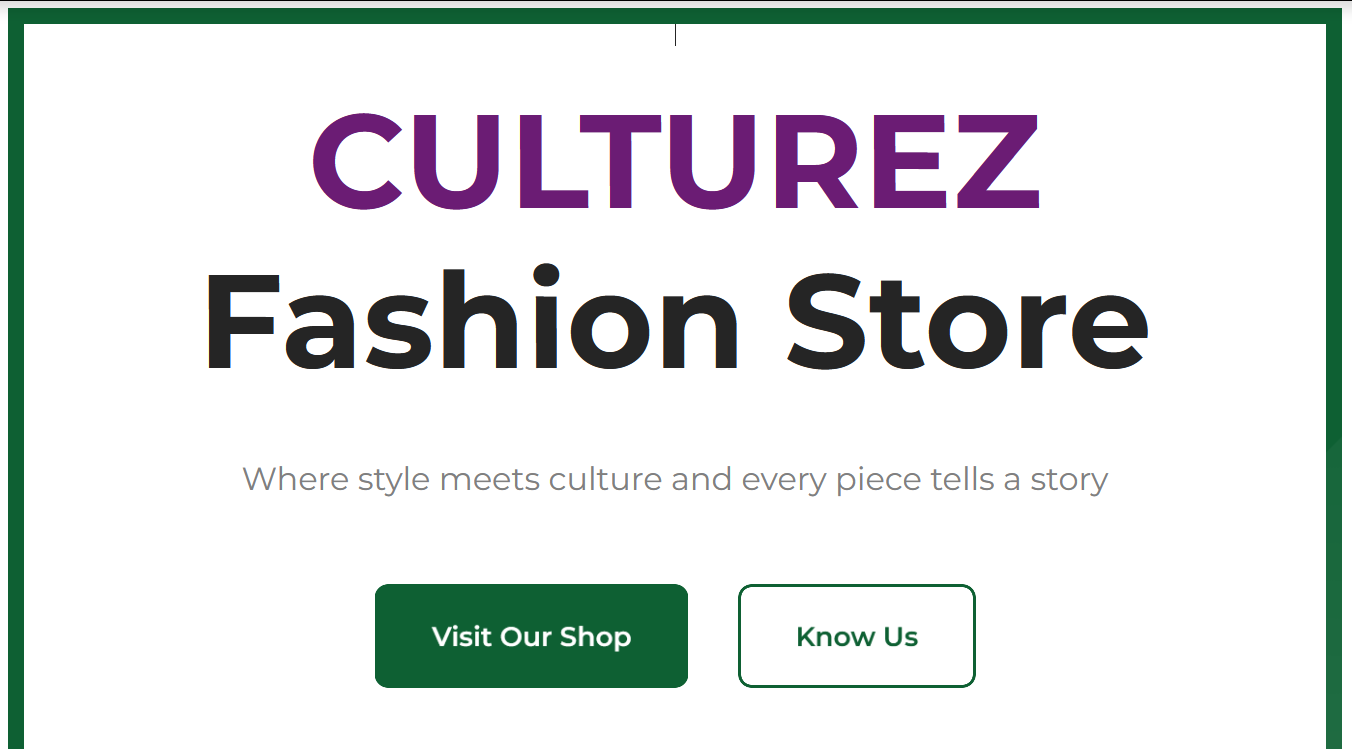 CULTUREZ
Fashion Store
Where style meets culture and every piece tells a story
Visit Our Shop
Know Us